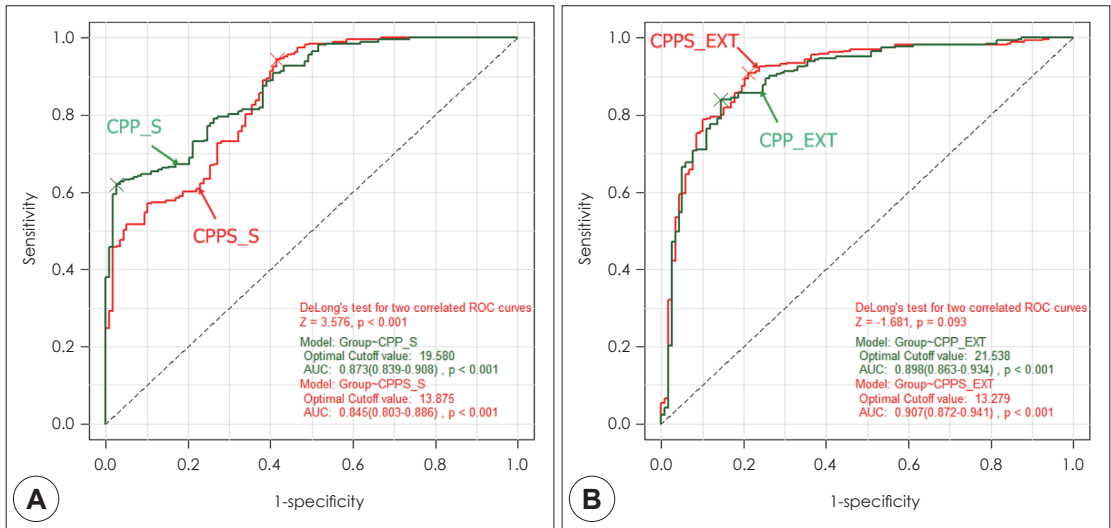 1.0
0.8
0.6
0.4
0.2
0.0
Sensitivity
CPP_S
CPPS_S
DeLong's test for two correlated ROC curves
Z = 3.576, p < 0.001
Model: Group~CPP_S
Optimal Cutoff value: 19.580
AUC: 0.873(0.839-0.908) , p < 0.001
Model: Group~CPPS_S
Optimal Cutoff value: 13.875
AUC: 0.845(0.803-0.886) , p < 0.001
0.0 0.2 0.4 0.6 0.8 1.0
1-specificity
A
1.0
0.8
0.6
0.4
0.2
0.0
Sensitivity
CPPS_EXT
CPP_EXT
DeLong's test for two correlated ROC curves
Z = -1.681, p = 0.093
Model: Group~CPP_EXT
Optimal Cutoff value: 21.538
AUC: 0.898(0.863-0.934) , p < 0.001
Model: Group~CPPS_EXT
Optimal Cutoff value: 13.279
AUC: 0.907(0.872-0.941) , p < 0.001
0.0 0.2 0.4 0.6 0.8 1.0
1-specificity
B